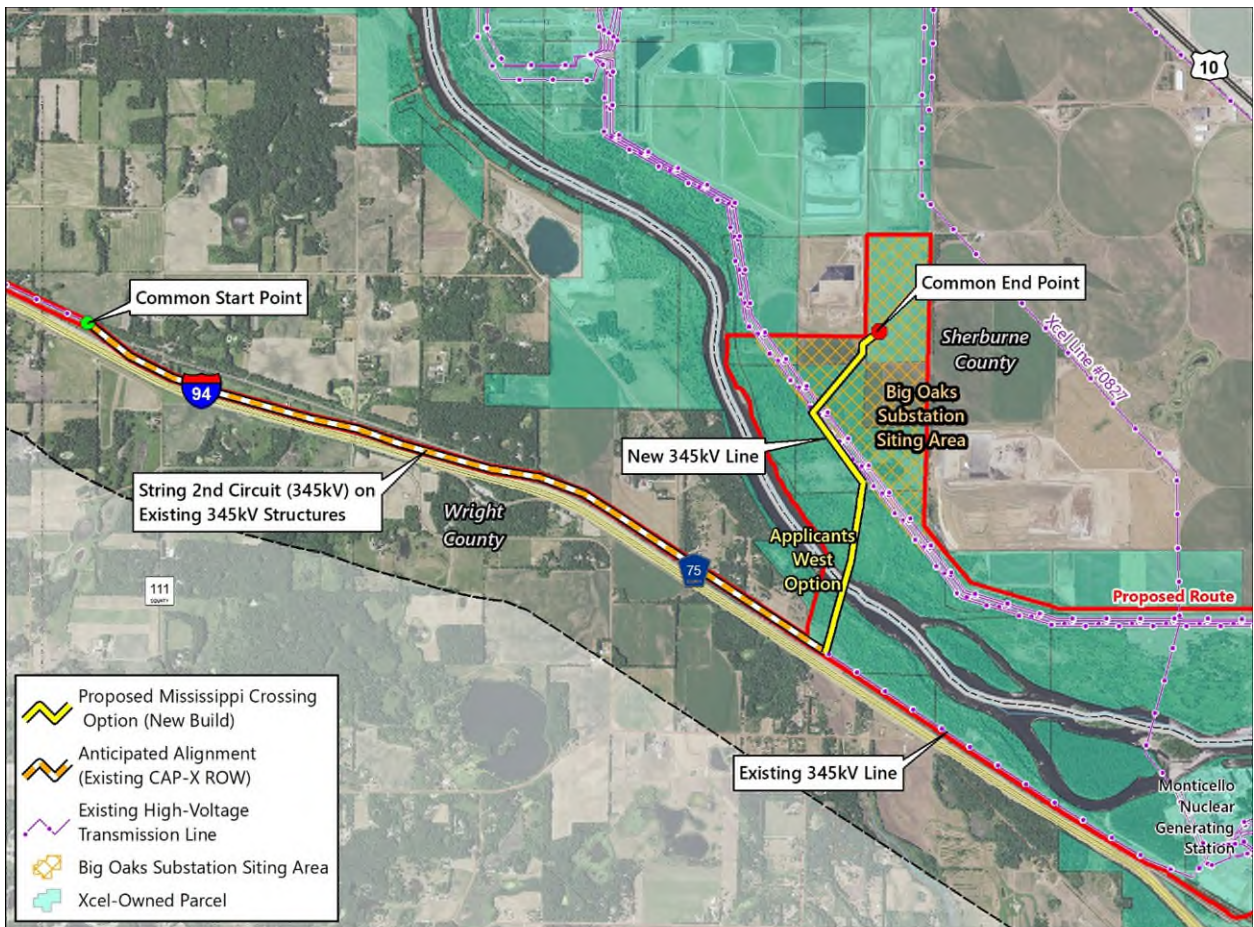 10
Common Start Point
Common End Point
Sherburne
County
Xcel Line #0827
94
Big Oaks
Substation
Siting Area
New 345kV Line
String 2nd Circuit (345kV) on
Existing 345kV Structures
Wright
County
Applicants
West
Option
75
COUNTY
111
COUNTY
Proposed Route
Existing 345kV Line
Monticello
Nuclear
Generating
Station
Proposed Mississippi Crossing
Option (New Build)
Anticipated Alignment
(Existing CAP-X ROW)
Existing High-Voltage
Transmission Line
Big Oaks Substation Siting Area
Xcel-Owned Parcel